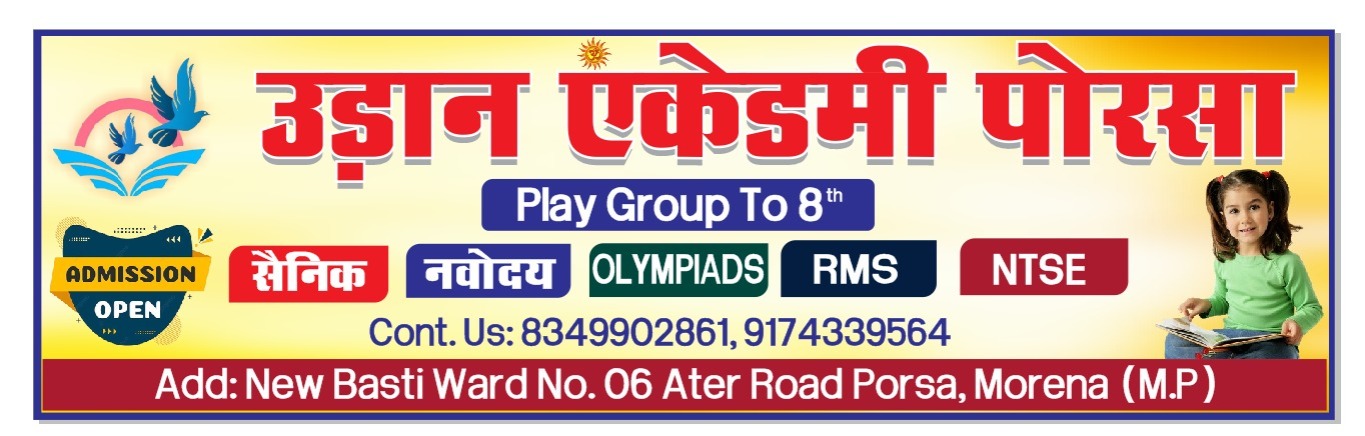 उड़ान एकेडमी पोरसा
Play Group To 8th
ADMISSION
OPEN
सैनिक नवोदय OLYMPIADS RMS NTSE
Cont. Us: 8349902861, 9174339564
Add: New Basti Ward No. 06 Ater Road Porsa, Morena (M.P)